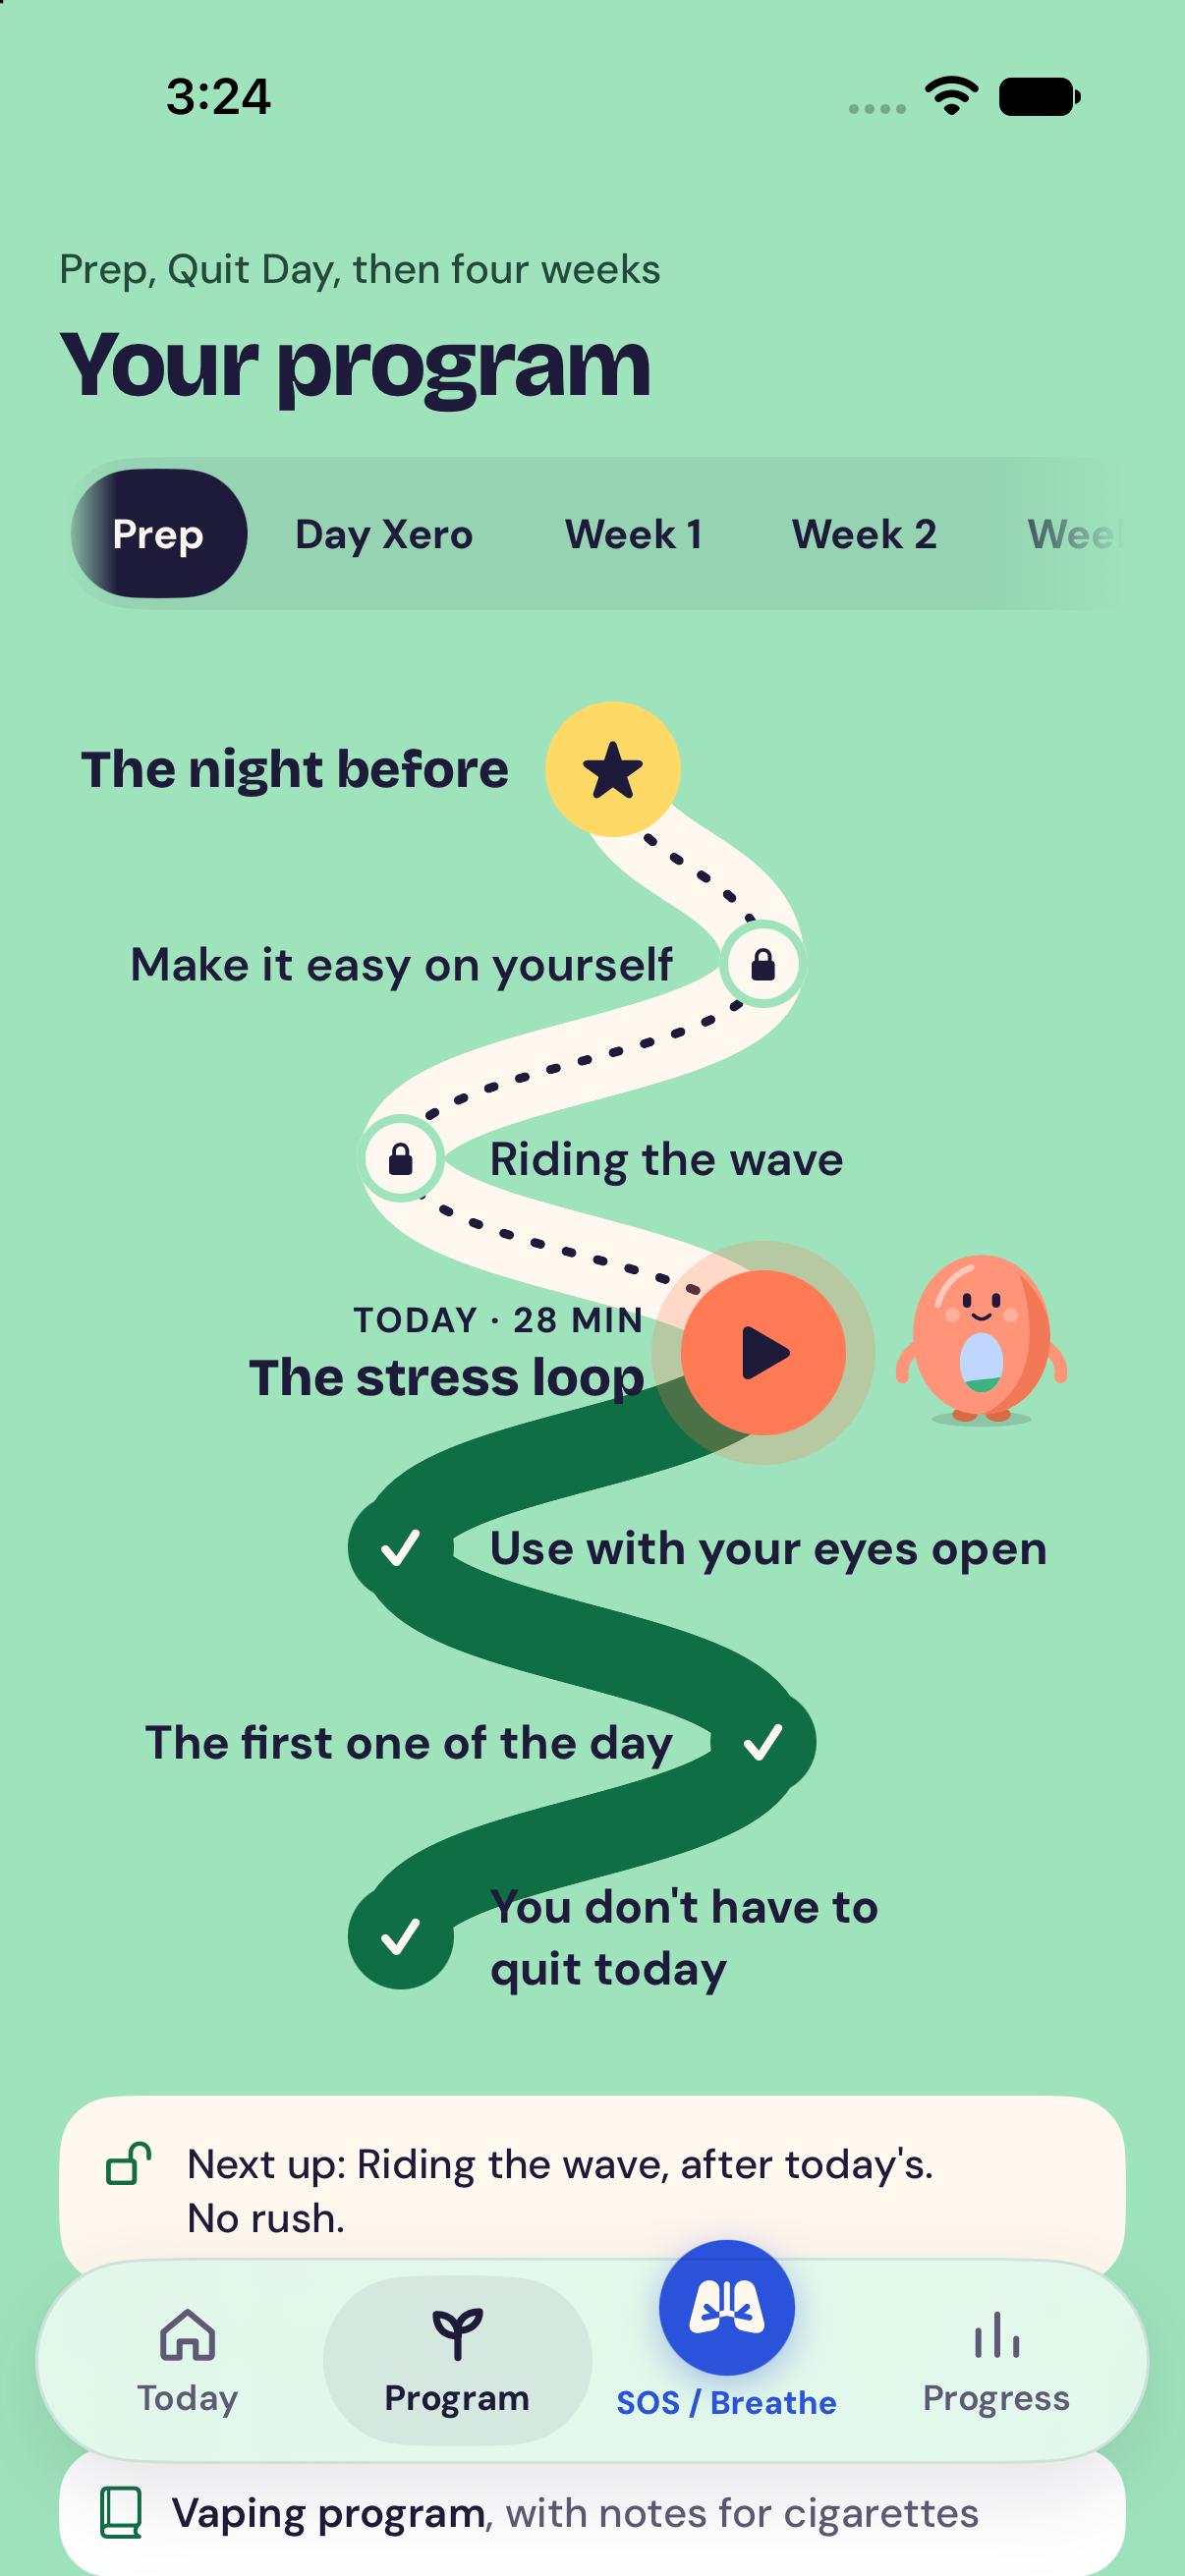 3:24
Prep, Quit Day, then four weeks
Your program
Prep
Day Xero
Week 1
Week 2
The night before
Make it easy on yourself
Riding the wave
TODAY · 28 MIN
The stress loop
Use with your eyes open
The first one of the day
You don't have to
quit today
Next up: Riding the wave, after today's.
No rush.
Today
Program
SOS / Breathe
Progress
Vaping program, with notes for cigarettes